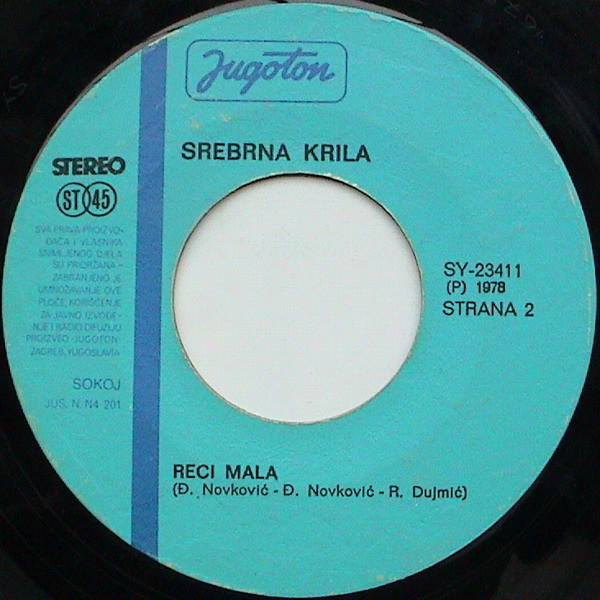 Jugoton
SREBRNA KRILA
STEREO
ST 45
SVA PRAVA PROIZVO-
ĐAČA I VLASNIKA
SNIMLJENOG DJELA
SU PRIDRŽANA -
ZABRANJENO JE
UMNOŽAVANJE OVE
PLOČE, KORIŠĆENJE
ZA JAVNO IZVOĐE-
NJE I RADIO DIFUZIJU
PROIZVEO JUGOTON-
ZAGREB, YUGOSLAVIA
SOKOJ
JUS. N. N4 201
SY-23411
(P) 1978
STRANA 2
RECI MALA
(Đ. Novković - Đ. Novković - R. Dujmić)